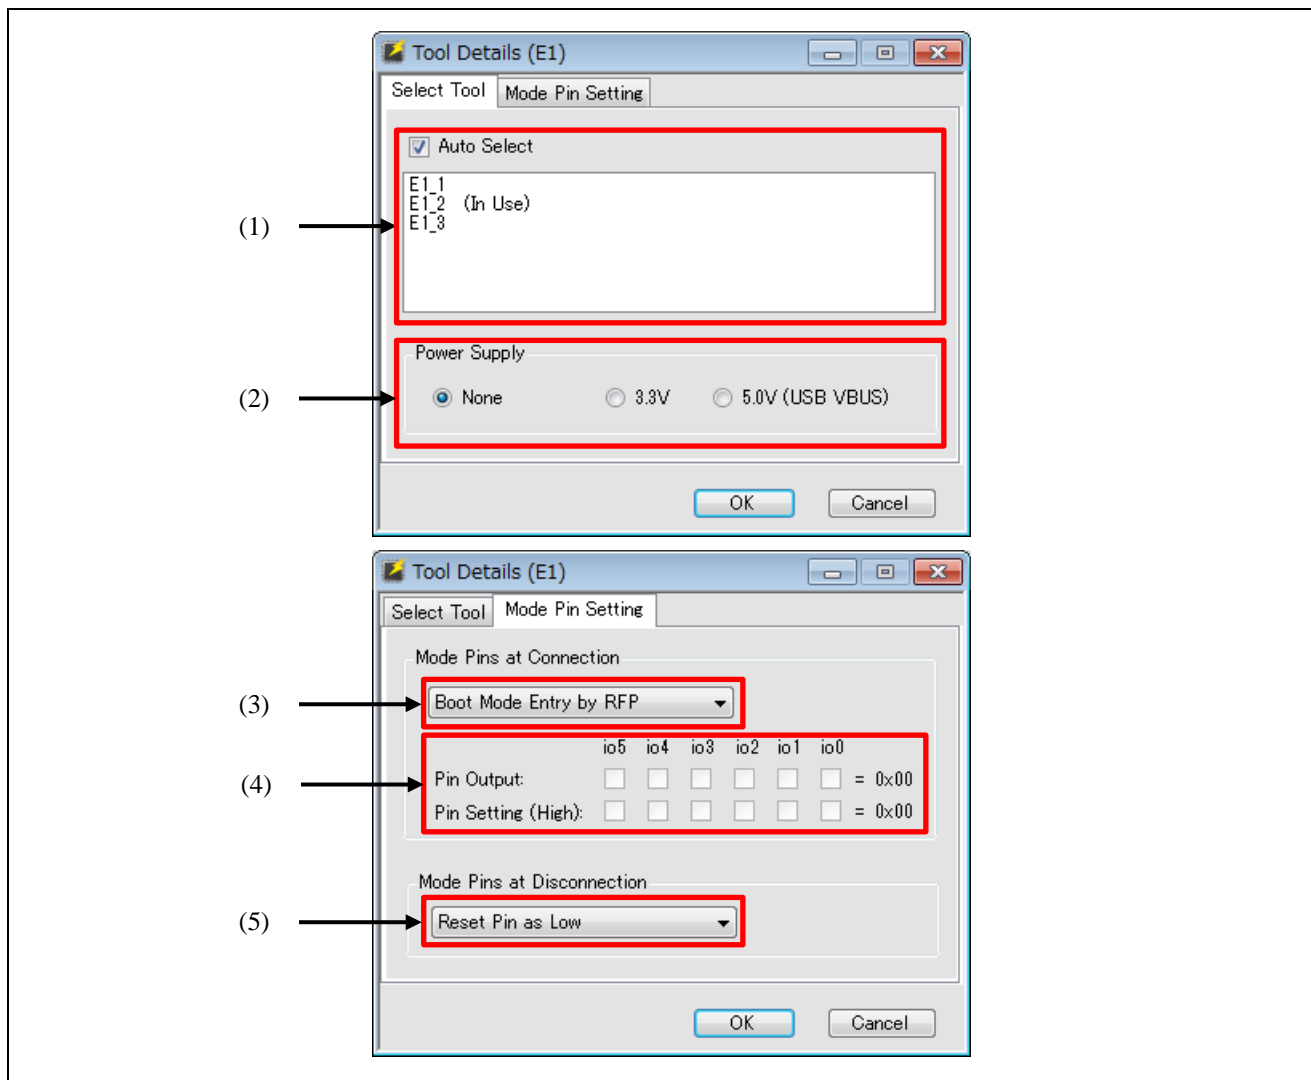 Tool Details (E1)
Select Tool Mode Pin Setting
Auto Select
E1_1
E1_2 (In Use)
E1_3
(1)
Power Supply
(2)
None 3.3V 5.0V (USB VBUS)
OK Cancel
Tool Details (E1)
Select Tool Mode Pin Setting
Mode Pins at Connection
(3)
Boot Mode Entry by RFP
io5 io4 io3 io2 io1 io0
(4)
Pin Output: = 0x00
Pin Setting (High): = 0x00
Mode Pins at Disconnection
(5)
Reset Pin as Low
OK Cancel